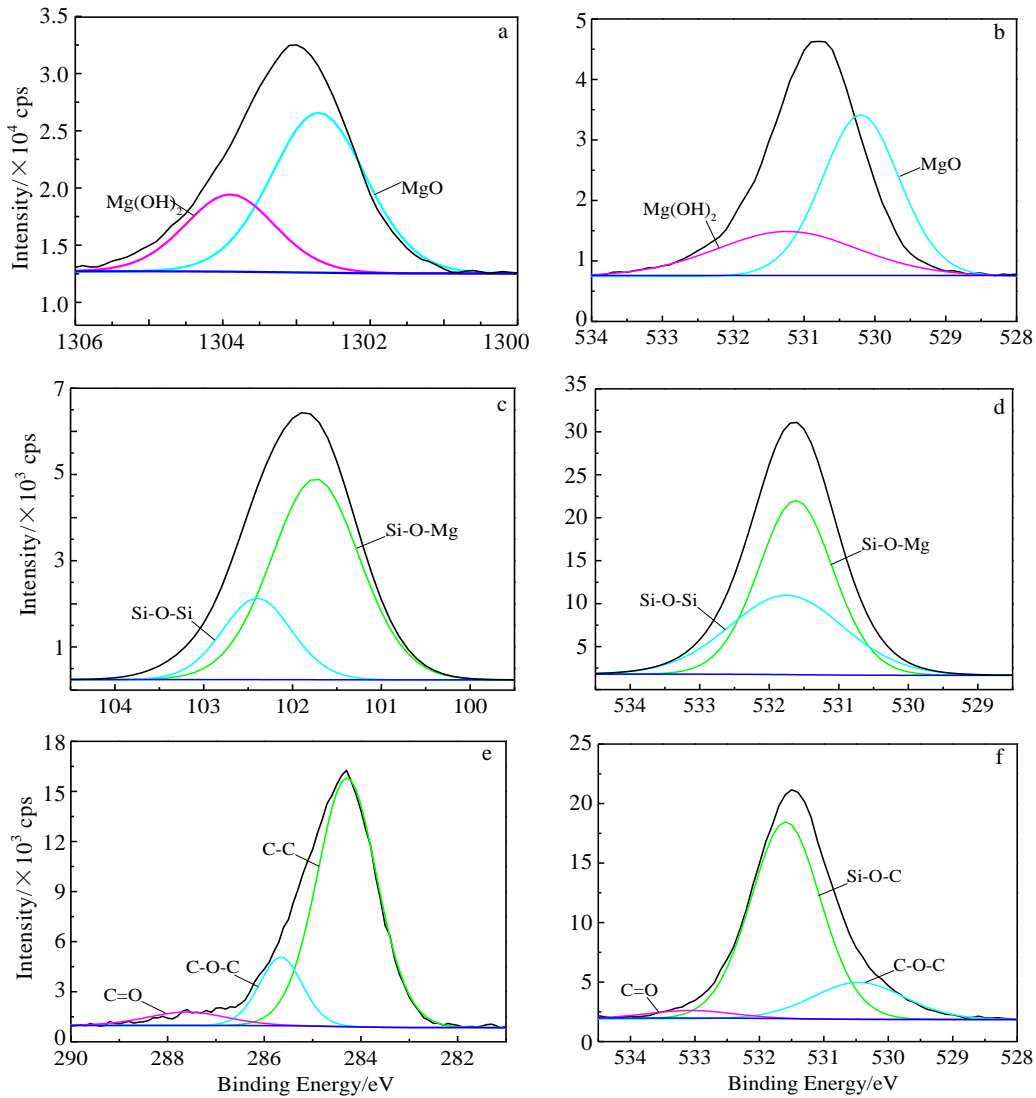 a
3.5
3.0
2.5
2.0
1.5
1.0
Intensity/×10⁴ cps
Mg(OH)₂
MgO
1306 1304 1302 1300
b
5
4
3
2
1
0
Mg(OH)₂
MgO
534 533 532 531 530 529 528
c
7
5
3
1
Intensity/×10³ cps
Si-O-Mg
Si-O-Si
104 103 102 101 100
d
35
30
25
20
15
10
5
0
Si-O-Mg
Si-O-Si
534 533 532 531 530 529
e
18
15
12
9
6
3
0
Intensity/×10³ cps
C-C
C-O-C
C=O
290 288 286 284 282
Binding Energy/eV
f
25
20
15
10
5
0
Si-O-C
C-O-C
C=O
534 533 532 531 530 529 528
Binding Energy/eV